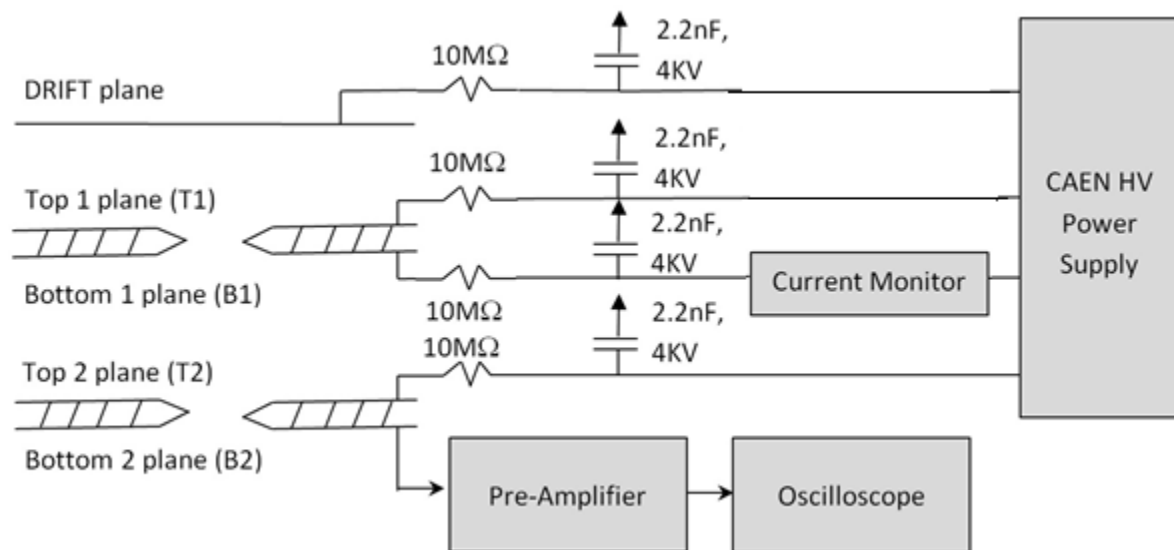 2.2nF,
10MΩ
4KV
DRIFT plane
2.2nF,
10MΩ
4KV
Top 1 plane (T1)
CAEN HV
Power
Supply
2.2nF,
4KV
Current Monitor
Bottom 1 plane (B1)
10MΩ
2.2nF,
10MΩ
4KV
Top 2 plane (T2)
Bottom 2 plane (B2)
Pre-Amplifier
Oscilloscope